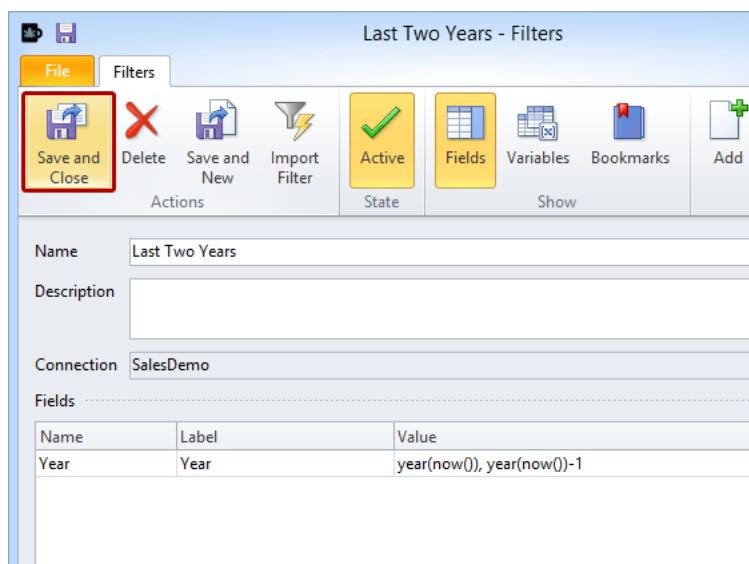 Last Two Years - Filters
File Filters
Save and Close Delete Save and New Import Filter Active Fields Variables Bookmarks Add
Actions State Show
Name Last Two Years
Description
Connection SalesDemo
Fields
Name Label Value
Year Year year(now()), year(now())-1